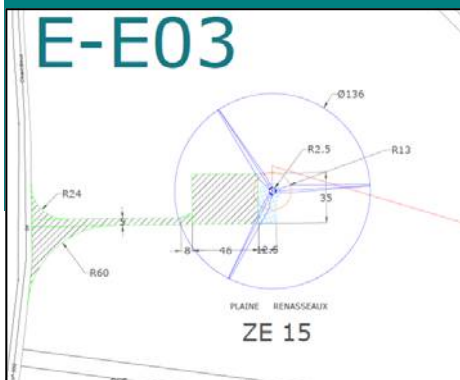 E-E03
Ø136
R2.5
R13
R24
35
5
8
46
12.5
R60
PLAINE RENASSEAUX
ZE 15